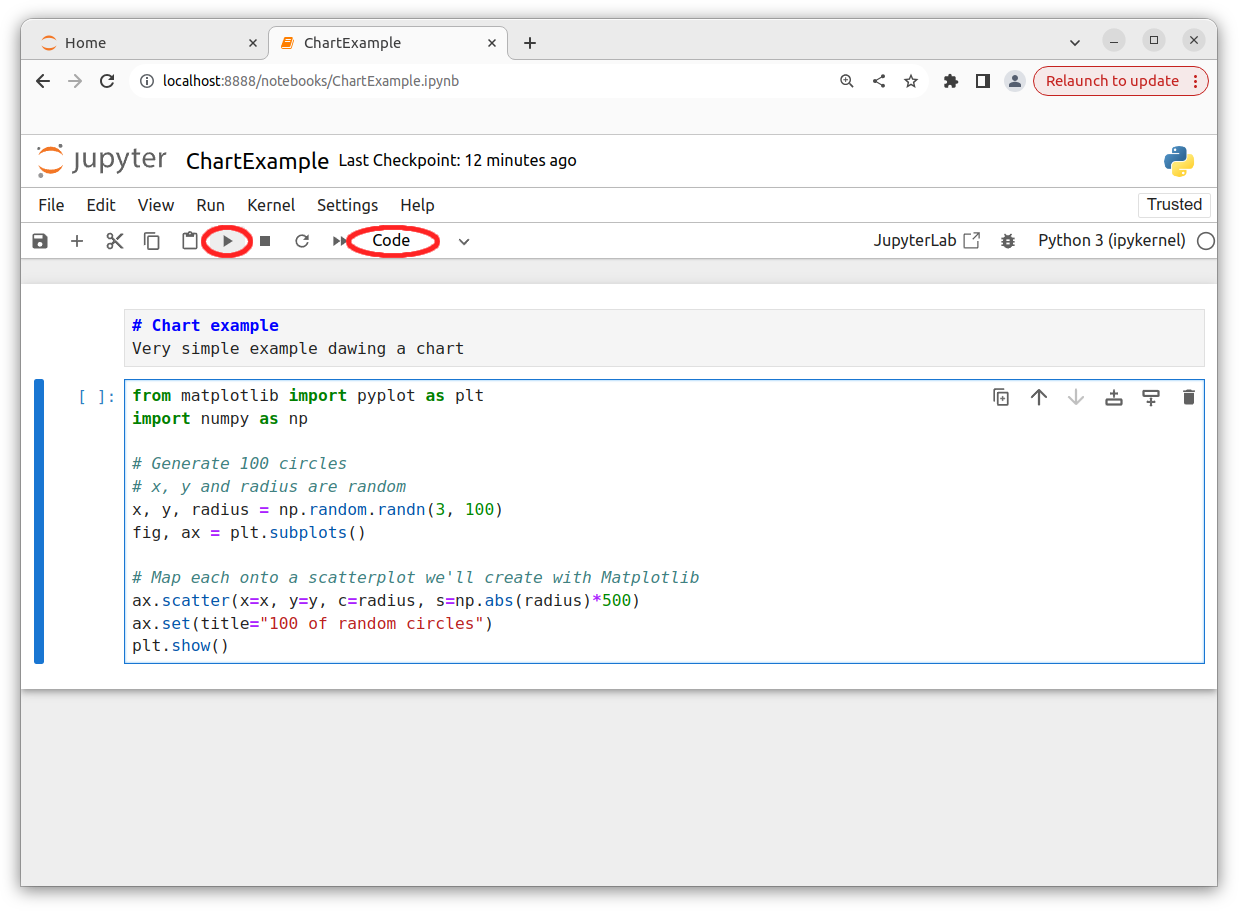 Home
ChartExample
localhost:8888/notebooks/ChartExample.ipynb
Relaunch to update
jupyter
ChartExample Last Checkpoint: 12 minutes ago
File Edit View Run Kernel Settings Help
Trusted
Code
JupyterLab
Python 3 (ipykernel)
# Chart example
Very simple example dawing a chart
[ ]:
from matplotlib import pyplot as plt
import numpy as np
# Generate 100 circles
# x, y and radius are random
x, y, radius = np.random.randn(3, 100)
fig, ax = plt.subplots()
# Map each onto a scatterplot we'll create with Matplotlib
ax.scatter(x=x, y=y, c=radius, s=np.abs(radius)*500)
ax.set(title="100 of random circles")
plt.show()